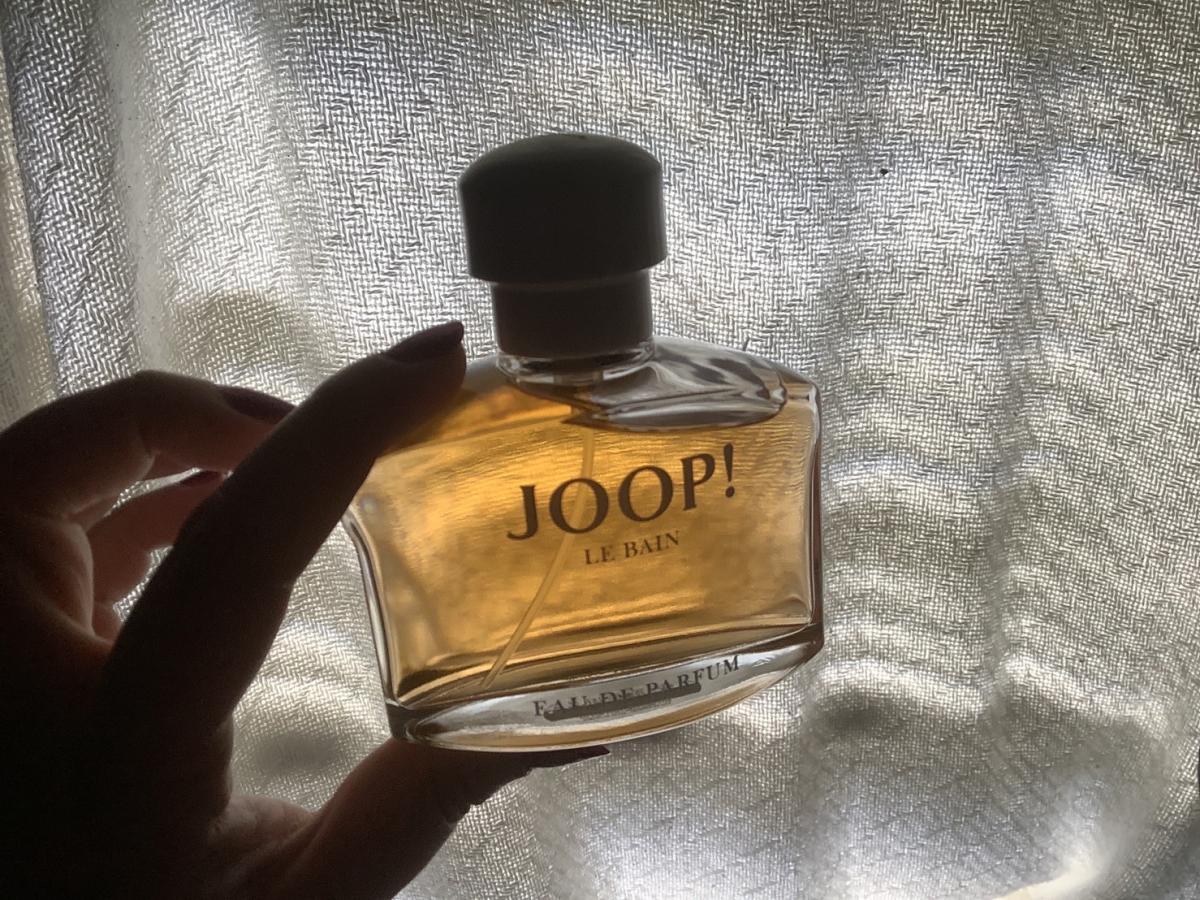 JOOP!
LE BAIN
EAU DE PARFUM